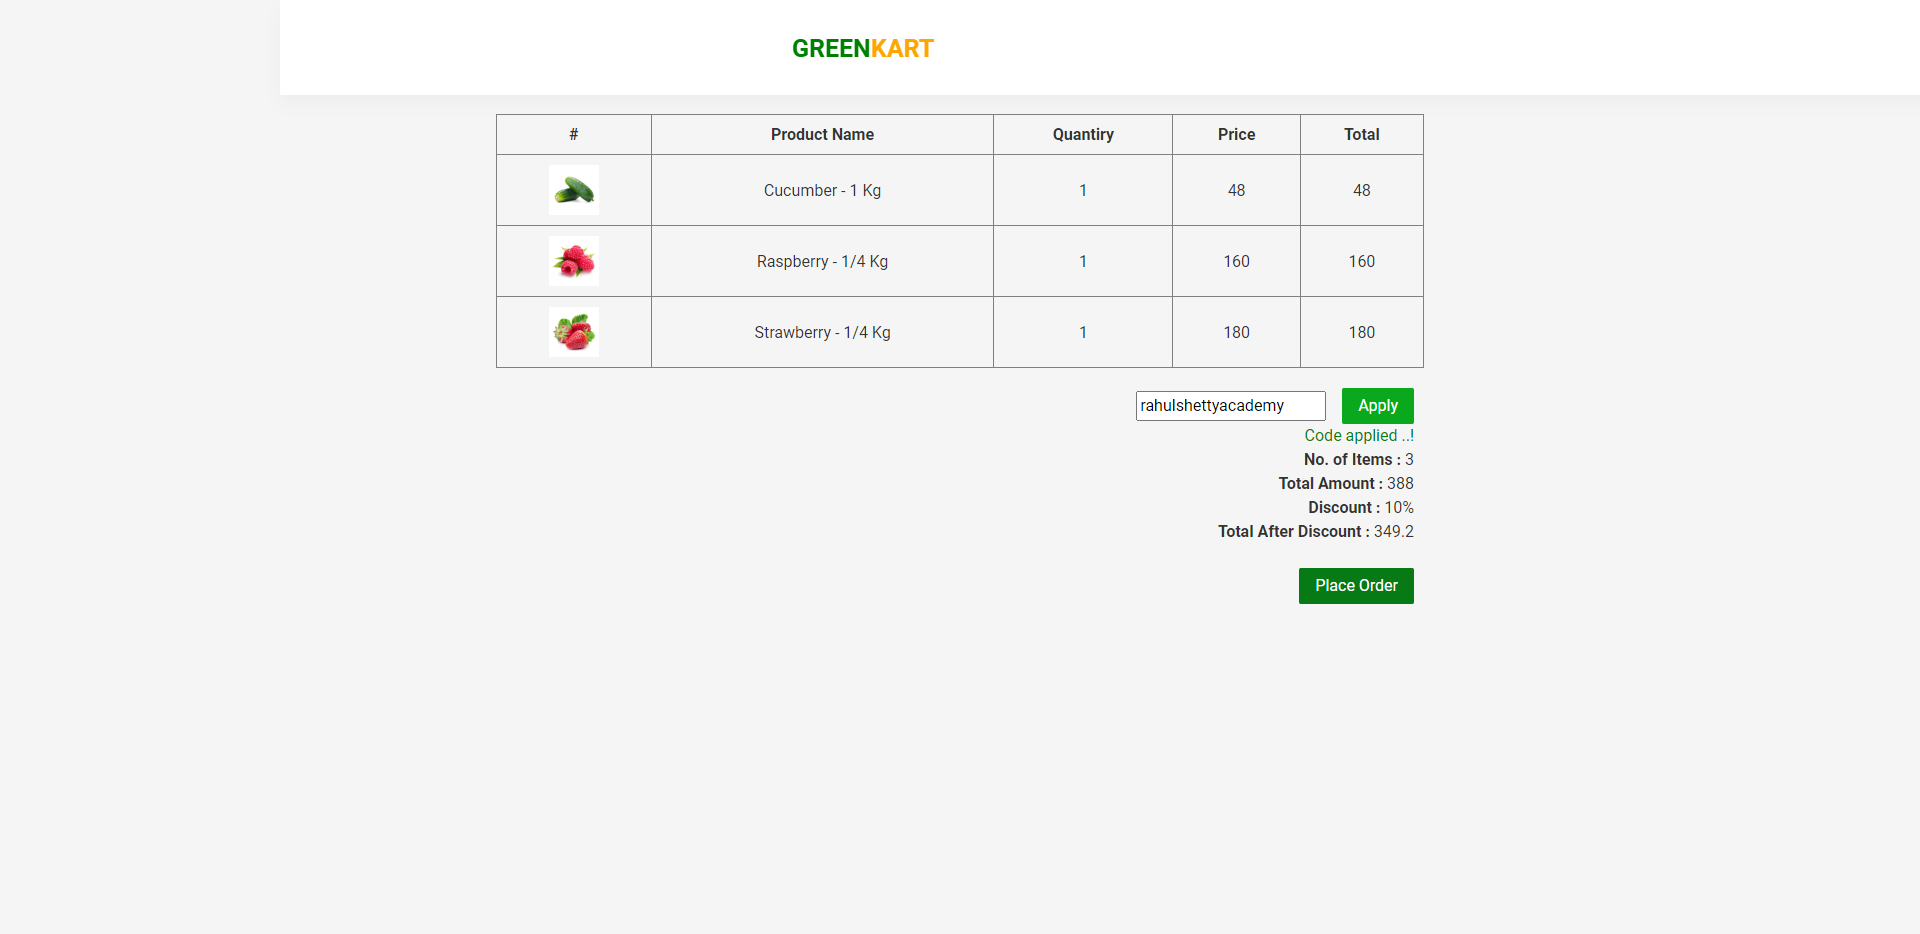 GREENKART
# Product Name Quantiry Price Total
Cucumber - 1 Kg 1 48 48
Raspberry - 1/4 Kg 1 160 160
Strawberry - 1/4 Kg 1 180 180
rahulshettyacademy Apply
Code applied ..!
No. of Items : 3
Total Amount : 388
Discount : 10%
Total After Discount : 349.2
Place Order